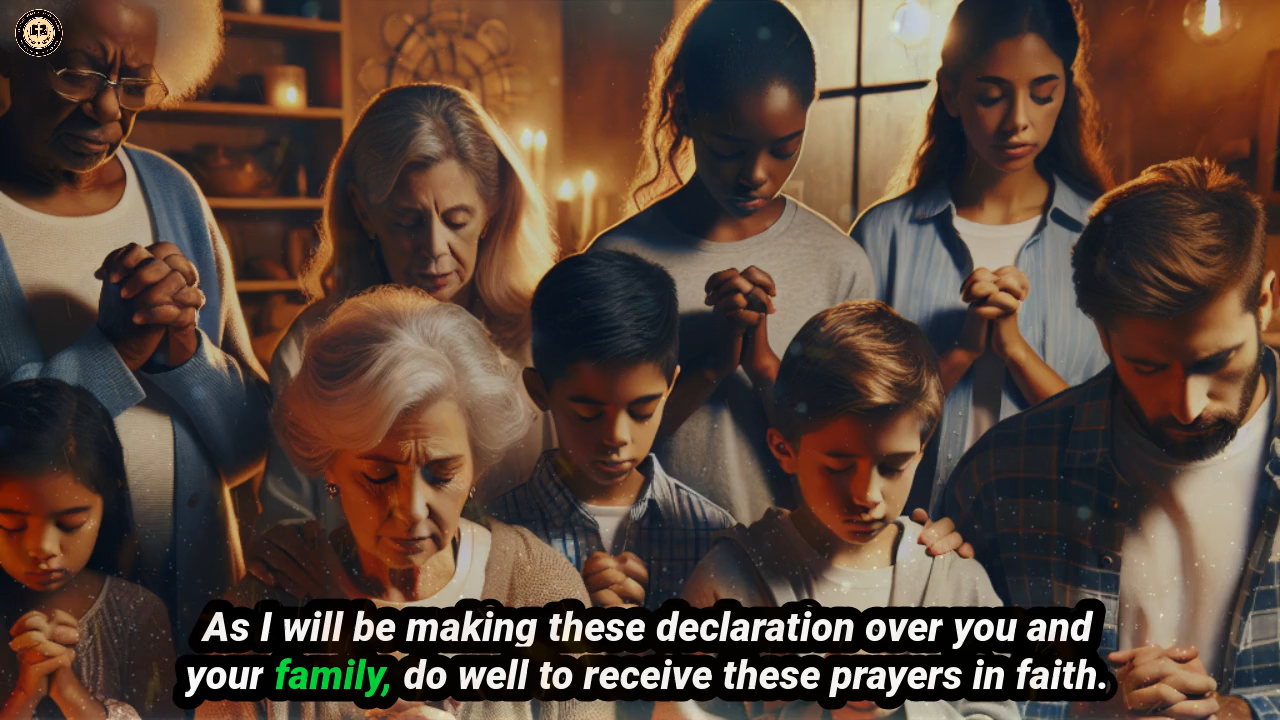 As I will be making these declaration over you and
your family, do well to receive these prayers in faith.